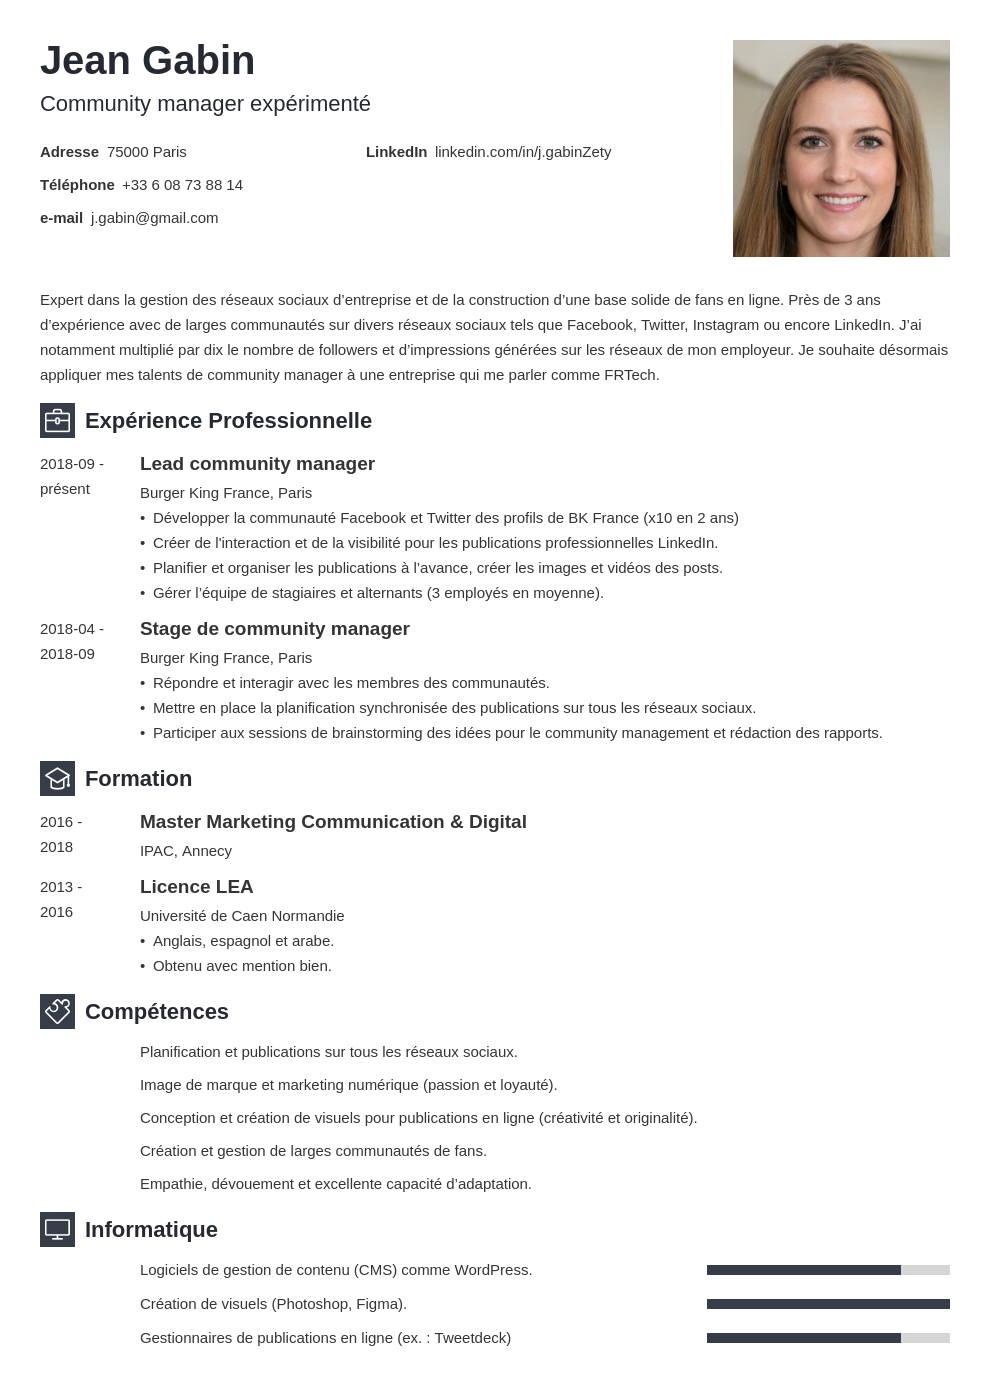 Jean Gabin
Community manager expérimenté
Adresse 75000 Paris
LinkedIn linkedin.com/in/j.gabinZety
Téléphone +33 6 08 73 88 14
e-mail j.gabin@gmail.com
Expert dans la gestion des réseaux sociaux d’entreprise et de la construction d’une base solide de fans en ligne. Près de 3 ans
d’expérience avec de larges communautés sur divers réseaux sociaux tels que Facebook, Twitter, Instagram ou encore LinkedIn. J’ai
notamment multiplié par dix le nombre de followers et d’impressions générées sur les réseaux de mon employeur. Je souhaite désormais
appliquer mes talents de community manager à une entreprise qui me parler comme FRTech.
Expérience Professionnelle
2018-09 -
présent
Lead community manager
Burger King France, Paris
• Développer la communauté Facebook et Twitter des profils de BK France (x10 en 2 ans)
• Créer de l'interaction et de la visibilité pour les publications professionnelles LinkedIn.
• Planifier et organiser les publications à l’avance, créer les images et vidéos des posts.
• Gérer l’équipe de stagiaires et alternants (3 employés en moyenne).
2018-04 -
2018-09
Stage de community manager
Burger King France, Paris
• Répondre et interagir avec les membres des communautés.
• Mettre en place la planification synchronisée des publications sur tous les réseaux sociaux.
• Participer aux sessions de brainstorming des idées pour le community management et rédaction des rapports.
Formation
2016 -
2018
Master Marketing Communication & Digital
IPAC, Annecy
2013 -
2016
Licence LEA
Université de Caen Normandie
• Anglais, espagnol et arabe.
• Obtenu avec mention bien.
Compétences
Planification et publications sur tous les réseaux sociaux.
Image de marque et marketing numérique (passion et loyauté).
Conception et création de visuels pour publications en ligne (créativité et originalité).
Création et gestion de larges communautés de fans.
Empathie, dévouement et excellente capacité d’adaptation.
Informatique
Logiciels de gestion de contenu (CMS) comme WordPress.
Création de visuels (Photoshop, Figma).
Gestionnaires de publications en ligne (ex. : Tweetdeck)